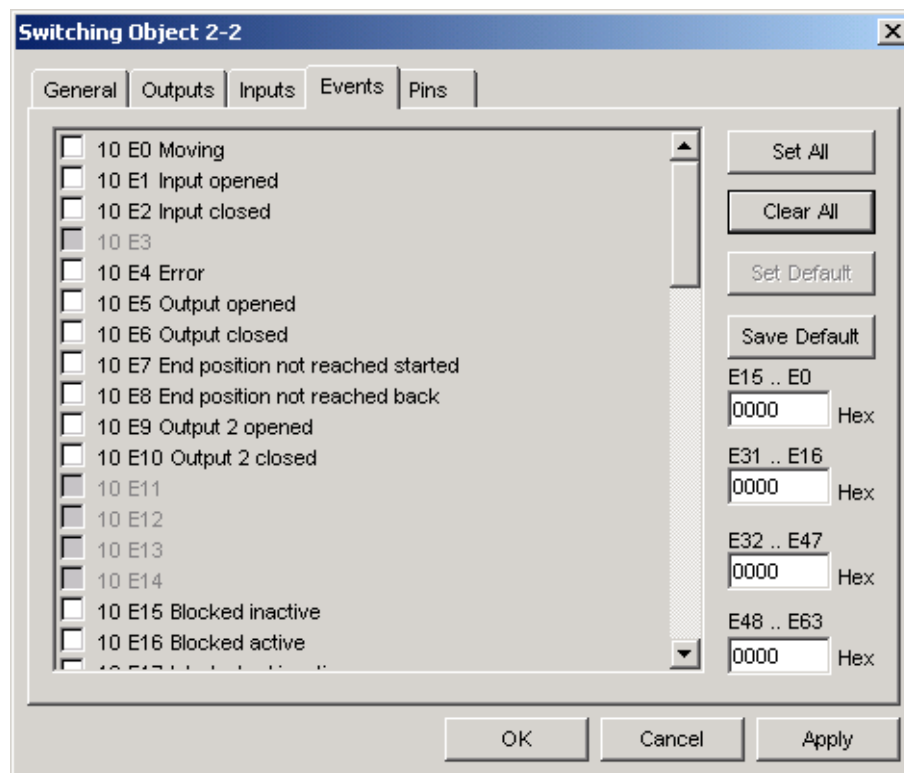 Switching Object 2-2
General Outputs Inputs Events Pins
10 E0 Moving
10 E1 Input opened
10 E2 Input closed
10 E3
10 E4 Error
10 E5 Output opened
10 E6 Output closed
10 E7 End position not reached started
10 E8 End position not reached back
10 E9 Output 2 opened
10 E10 Output 2 closed
10 E11
10 E12
10 E13
10 E14
10 E15 Blocked inactive
10 E16 Blocked active
Set All
Clear All
Set Default
Save Default
E15 .. E0
0000 Hex
E31 .. E16
0000 Hex
E32 .. E47
0000 Hex
E48 .. E63
0000 Hex
OK Cancel Apply